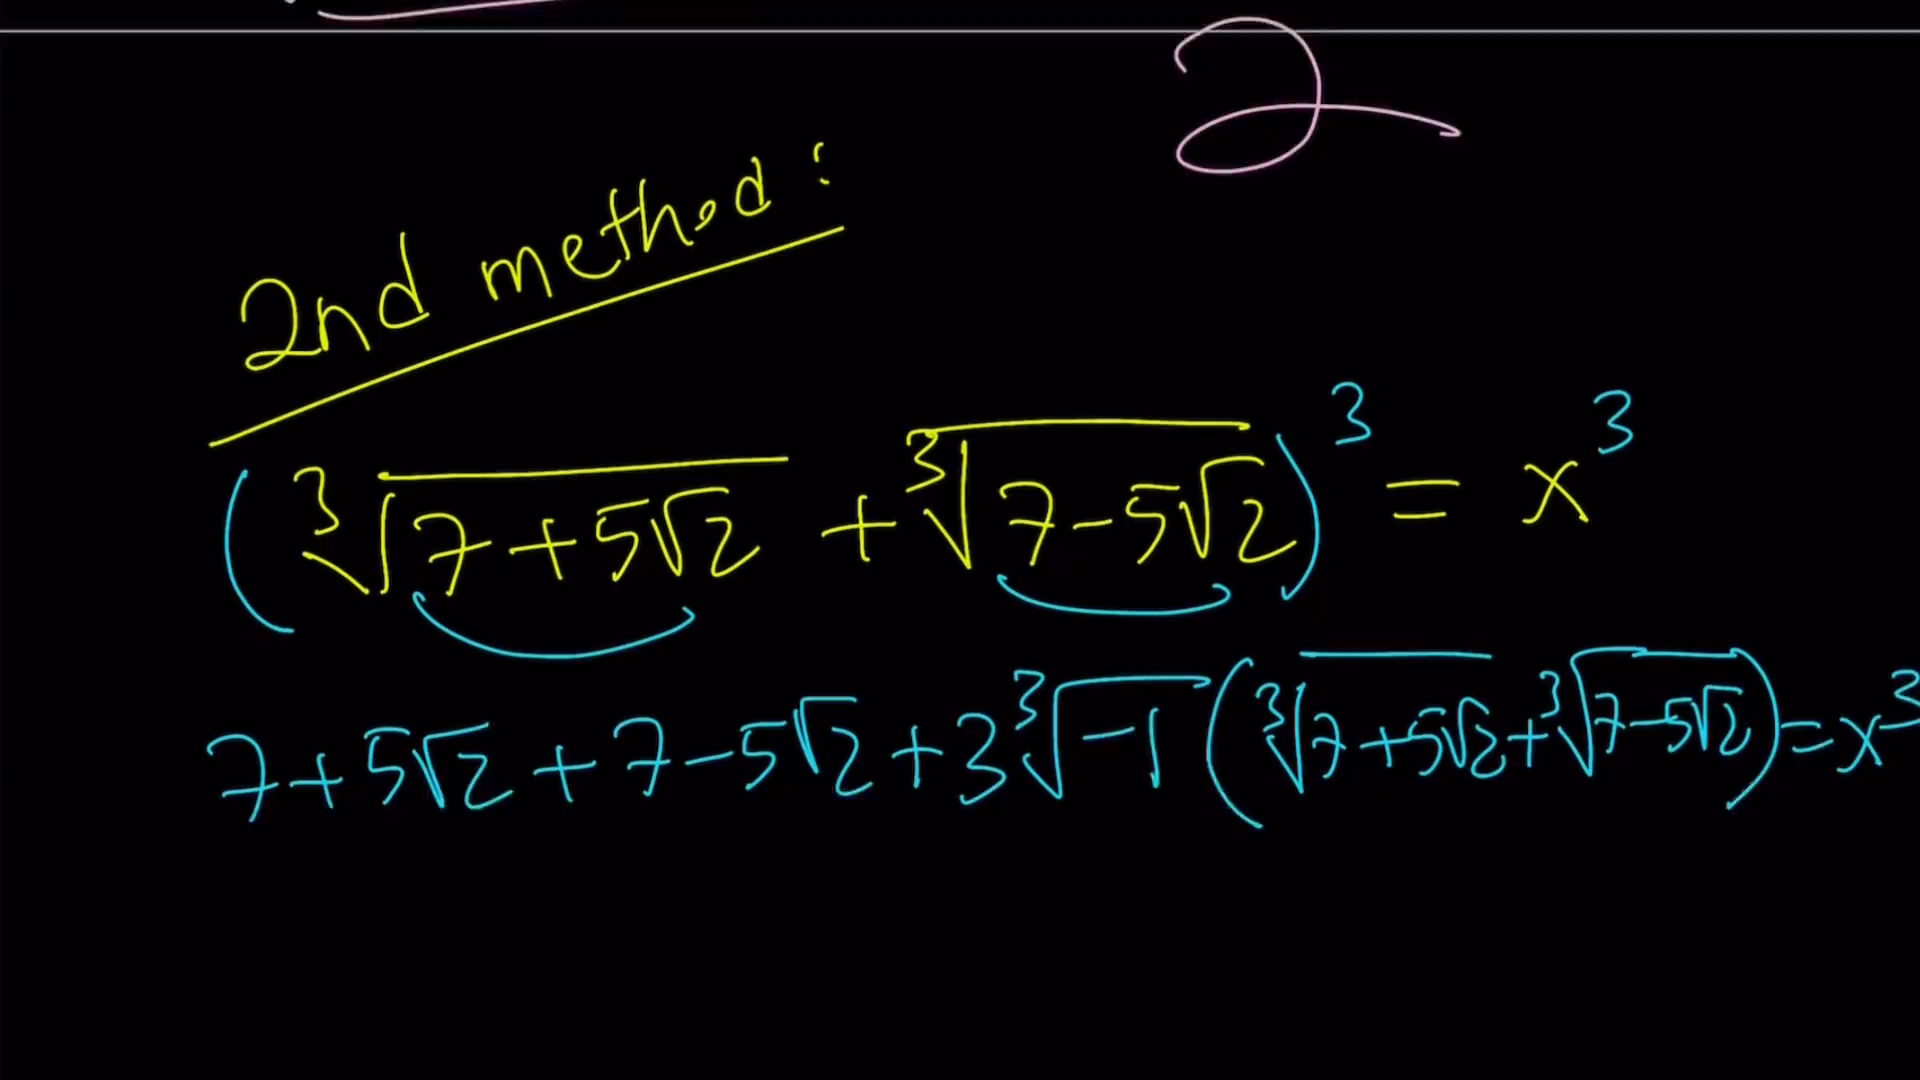 2
2nd method:
(∛(7+5√2) + ∛(7-5√2))³ = x³
7+5√2+7-5√2+3∛(-1)(∛(7+5√2)+∛(7-5√2))=x³